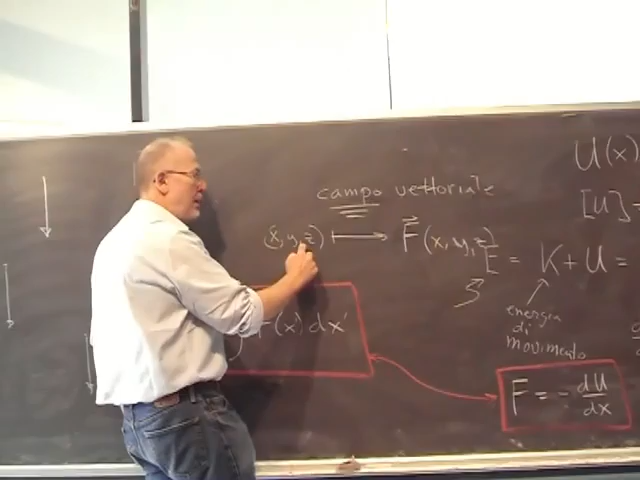 campo vettoriale
(x, y, z) ⟼ F⃗(x, y, z)
F(x') dx'
U(x)
[U]
E = K + U =
energia
di
movimento
F = - dU/dx